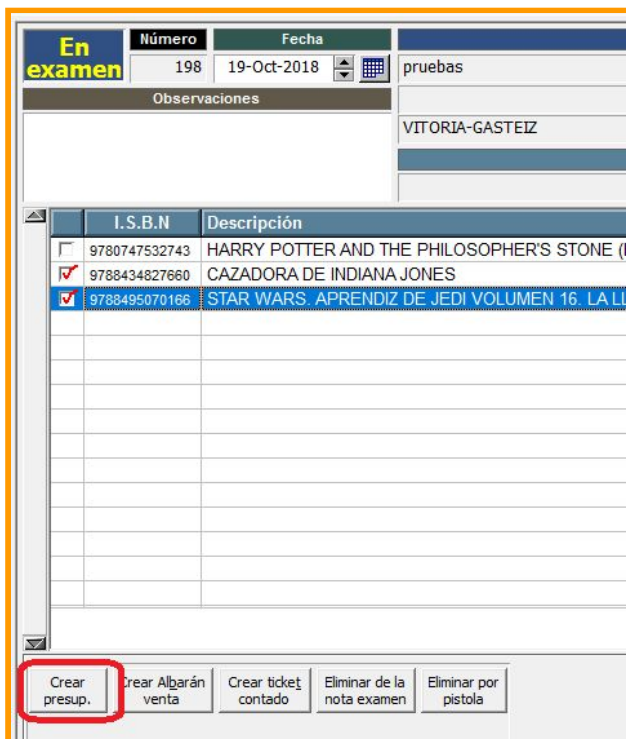 En
examen
Número
Fecha
198
19-Oct-2018
pruebas
Observaciones
VITORIA-GASTEIZ
I.S.B.N
Descripción
9780747532743
HARRY POTTER AND THE PHILOSOPHER'S STONE (
9788434827660
CAZADORA DE INDIANA JONES
9788495070166
STAR WARS. APRENDIZ DE JEDI VOLUMEN 16. LA LL
Crear
presup.
Crear Albarán
venta
Crear ticket
contado
Eliminar de la
nota examen
Eliminar por
pistola